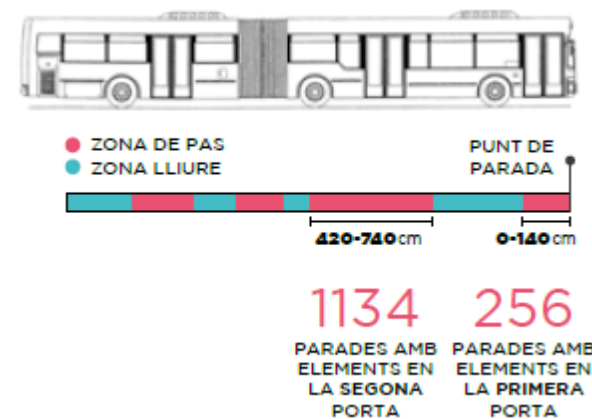 ZONA DE PAS
ZONA LLIURE
PUNT DE
PARADA
420-740cm
0-140cm
1134
PARADES AMB
ELEMENTS EN
LA SEGONA
PORTA
256
PARADES AMB
ELEMENTS EN
LA PRIMERA
PORTA